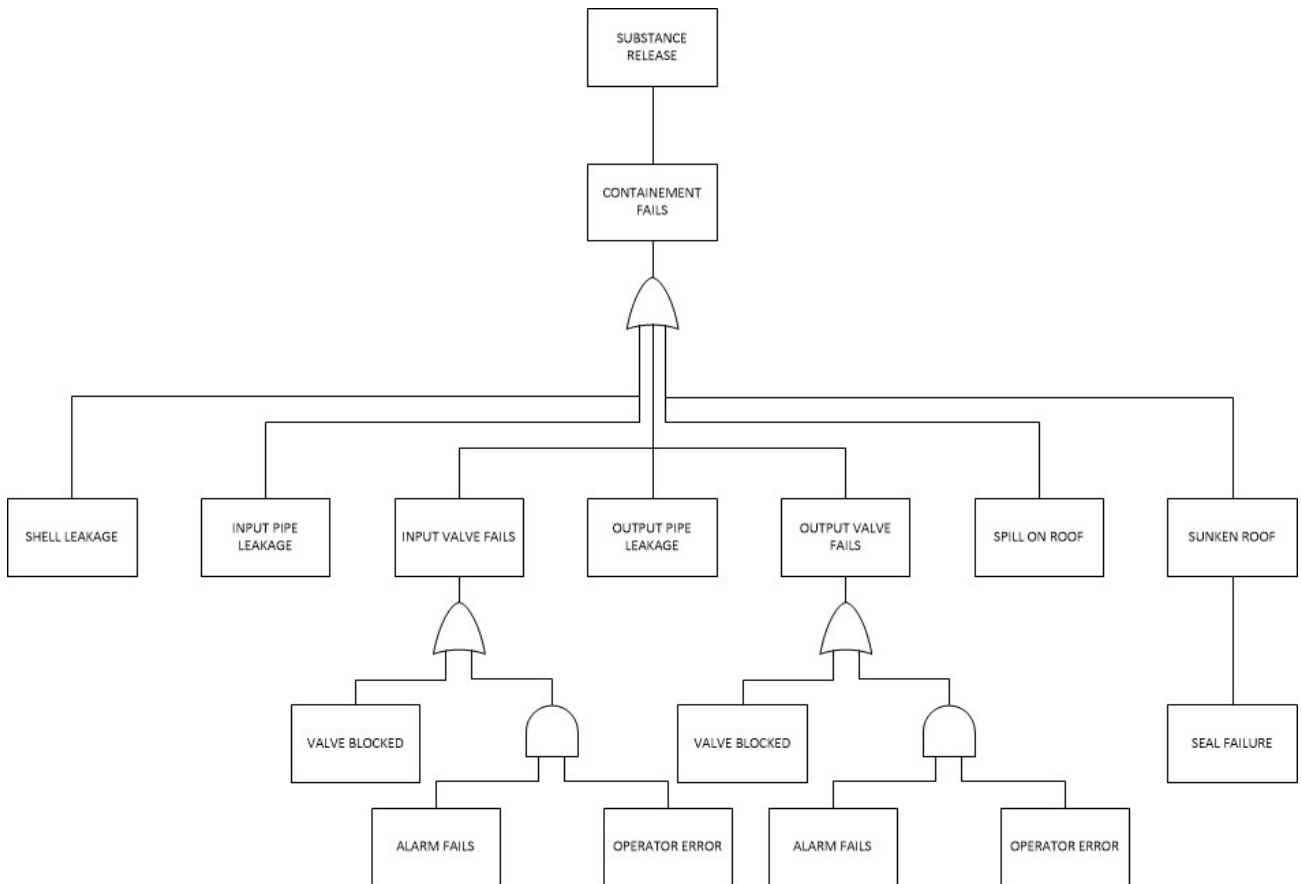 SUBSTANCE
RELEASE
CONTAINEMENT
FAILS
SHELL LEAKAGE
INPUT PIPE
LEAKAGE
INPUT VALVE FAILS
OUTPUT PIPE
LEAKAGE
OUTPUT VALVE
FAILS
SPILL ON ROOF
SUNKEN ROOF
VALVE BLOCKED
VALVE BLOCKED
SEAL FAILURE
ALARM FAILS
OPERATOR ERROR
ALARM FAILS
OPERATOR ERROR